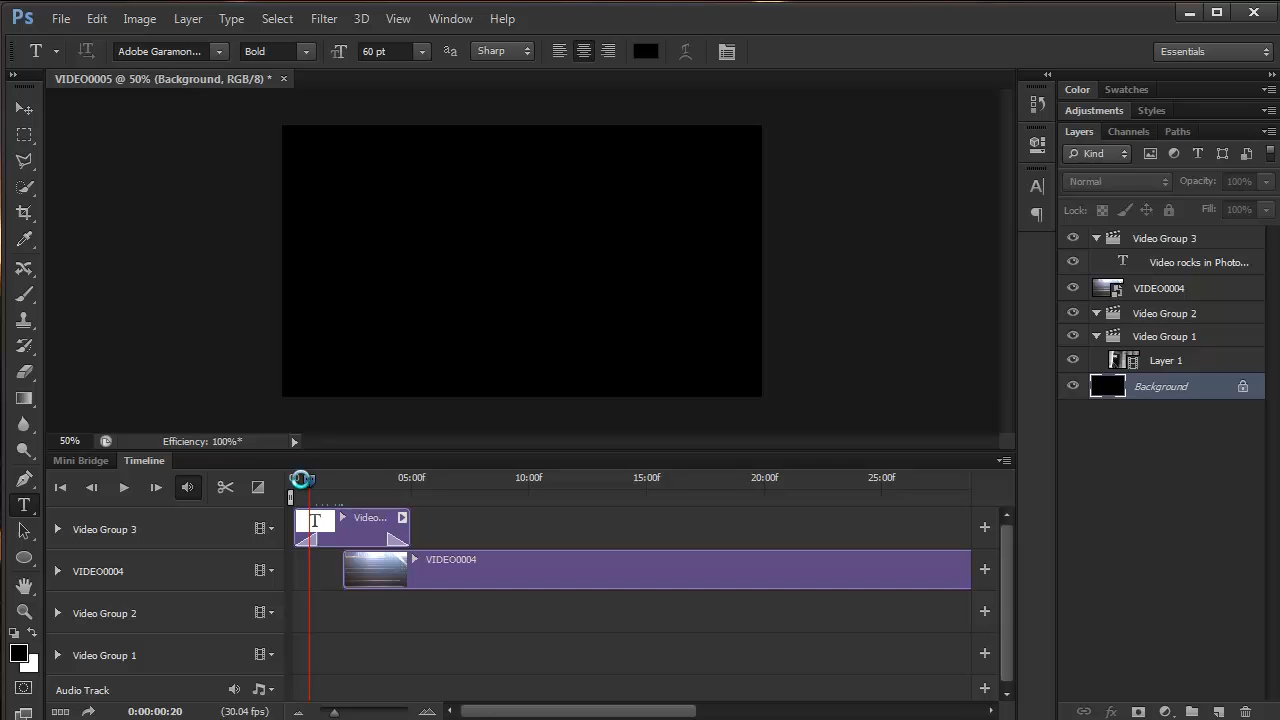 Ps File Edit Image Layer Type Select Filter 3D View Window Help
T Adobe Garamon... Bold 60 pt Sharp Essentials
VIDEO0005 @ 50% (Background, RGB/8) *
Color Swatches
Adjustments Styles
Layers Channels Paths
Kind
Normal Opacity: 100%
Lock: Fill: 100%
Video Group 3
T Video rocks in Photo...
VIDEO0004
Video Group 2
Video Group 1
Layer 1
Background
50% Efficiency: 100%*
Mini Bridge Timeline
05:00f 10:00f 15:00f 20:00f 25:00f
Video Group 3 T Video...
VIDEO0004 VIDEO0004
Video Group 2
Video Group 1
Audio Track
0:00:00:20 (30.04 fps)